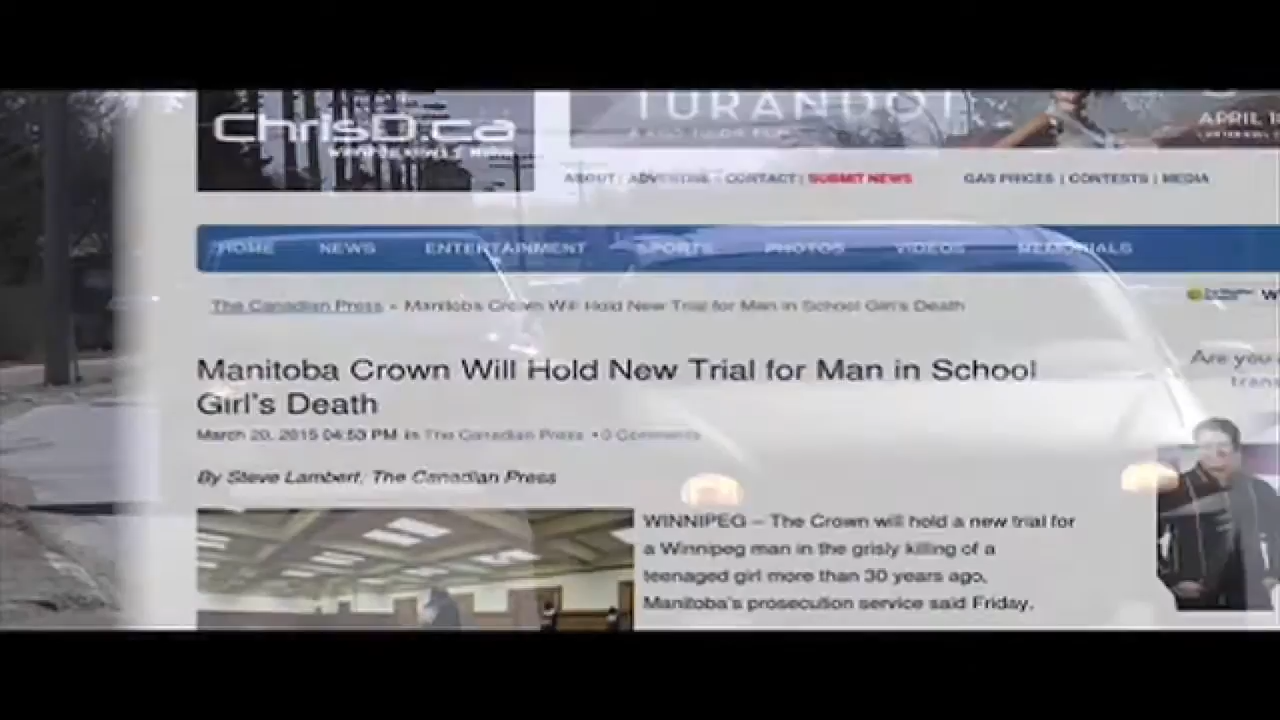 TURANDOT
ChrisD.ca
APRIL 1
ABOUT | ADVERTISE - CONTACT | SUBMIT NEWS GAS PRICES | CONTESTS | MEDIA
HOME NEWS ENTERTAINMENT SPORTS PHOTOS VIDEOS MEMORIALS
The Canadian Press » Manitoba Crown Will Hold New Trial for Man in School Girl's Death
Are you
tran
Manitoba Crown Will Hold New Trial for Man in School
Girl's Death
March 20, 2015 04:53 PM in The Canadian Press • 0 Comments
By Steve Lambert, The Canadian Press
WINNIPEG – The Crown will hold a new trial for
a Winnipeg man in the grisly killing of a
teenaged girl more than 30 years ago,
Manitoba's prosecution service said Friday.